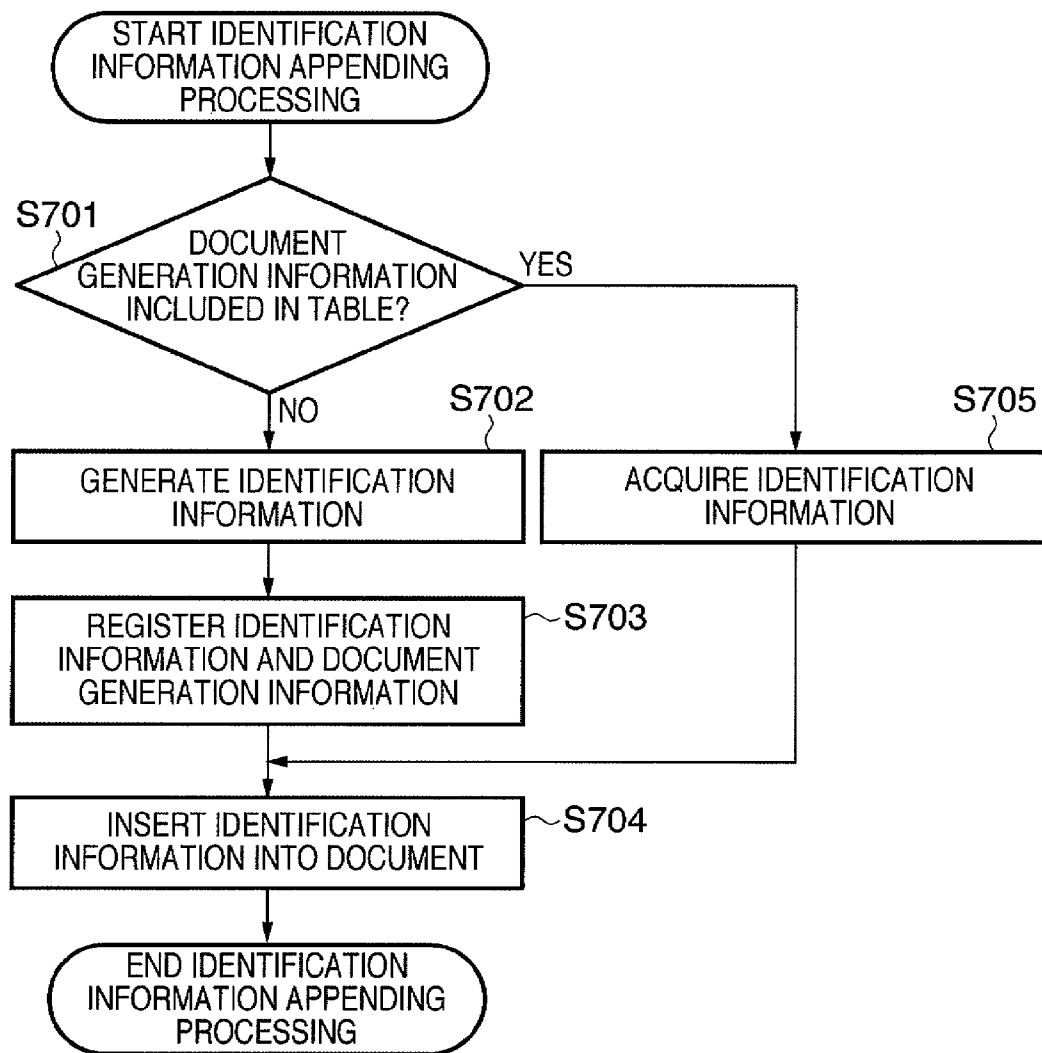 START IDENTIFICATION
INFORMATION APPENDING
PROCESSING
S701
DOCUMENT
GENERATION INFORMATION
INCLUDED IN TABLE?
YES
NO
S702
S705
GENERATE IDENTIFICATION
INFORMATION
ACQUIRE IDENTIFICATION
INFORMATION
REGISTER IDENTIFICATION
INFORMATION AND DOCUMENT
GENERATION INFORMATION
S703
INSERT IDENTIFICATION
INFORMATION INTO DOCUMENT
S704
END IDENTIFICATION
INFORMATION APPENDING
PROCESSING